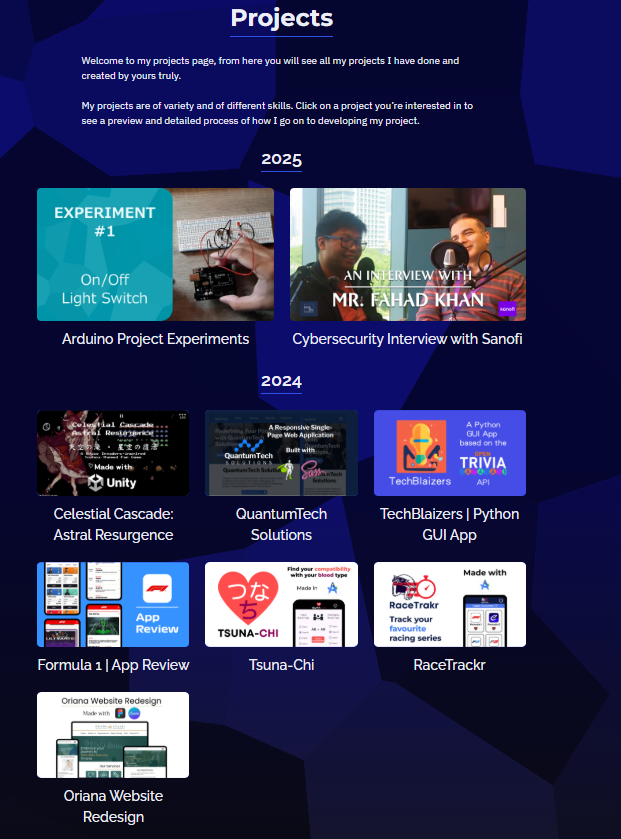 Projects
Welcome to my projects page, from here you will see all my projects I have done and
created by yours truly.
My projects are of variety and of different skills. Click on a project you're interested in to
see a preview and detailed process of how I go on to developing my project.
2025
EXPERIMENT
#1
On/Off
Light Switch
Arduino Project Experiments
AN INTERVIEW WITH
MR. FAHAD KHAN
sanofi
Cybersecurity Interview with Sanofi
2024
Celestial Cascade
Astral Resurgence
Made with
Unity
Celestial Cascade:
Astral Resurgence
A Responsive Single-
Page Web Application
Built with
QuantumTech
SOLUTIONS
Sass
QuantumTech
Solutions
A Python
GUI App
based on the
OPEN
TRIVIA
DATABASE
API
TechBlaizers
TechBlaizers | Python
GUI App
App
Review
Formula 1 | App Review
Find your compatibility
with your blood type
Made in
つな
ち
TSUNA-CHI
Tsuna-Chi
Made with
RaceTrakr
Track your
favourite
racing series
RaceTrackr
Oriana Website Redesign
Made with
Oriana Website
Redesign